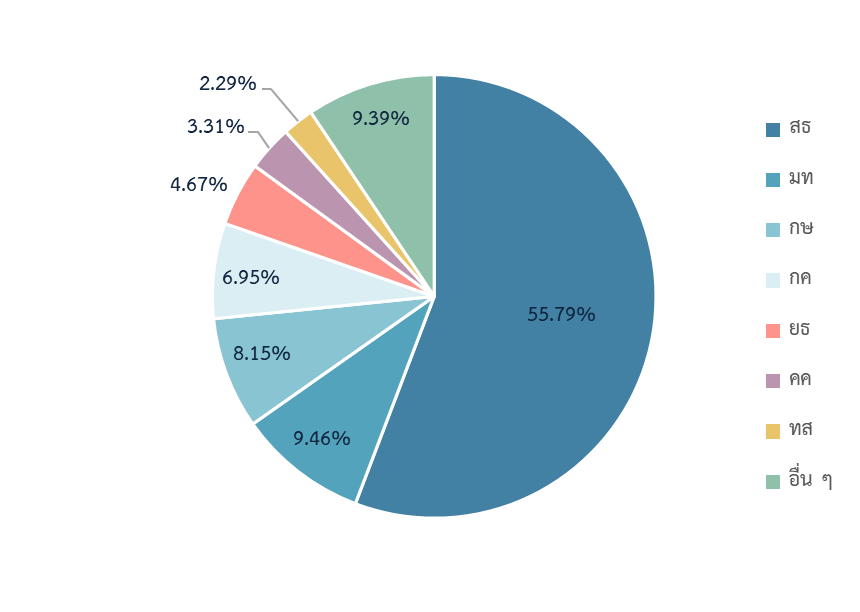 2.29%
9.39%
3.31%
4.67%
6.95%
55.79%
8.15%
9.46%
สธ
มท
กษ
กค
ยธ
คค
ทส
อื่น ๆ